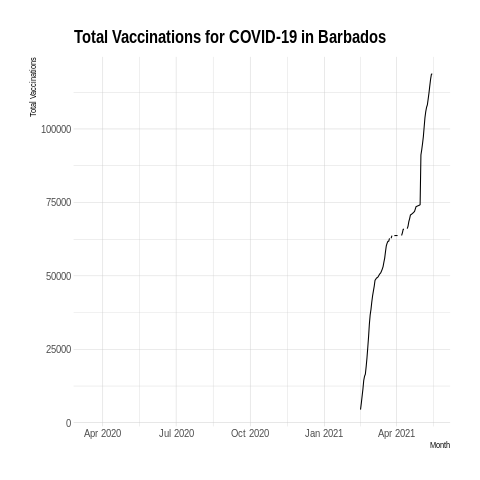 Total Vaccinations for COVID-19 in Barbados
Total Vaccinations
100000
75000
50000
25000
0
Apr 2020 Jul 2020 Oct 2020 Jan 2021 Apr 2021
Month